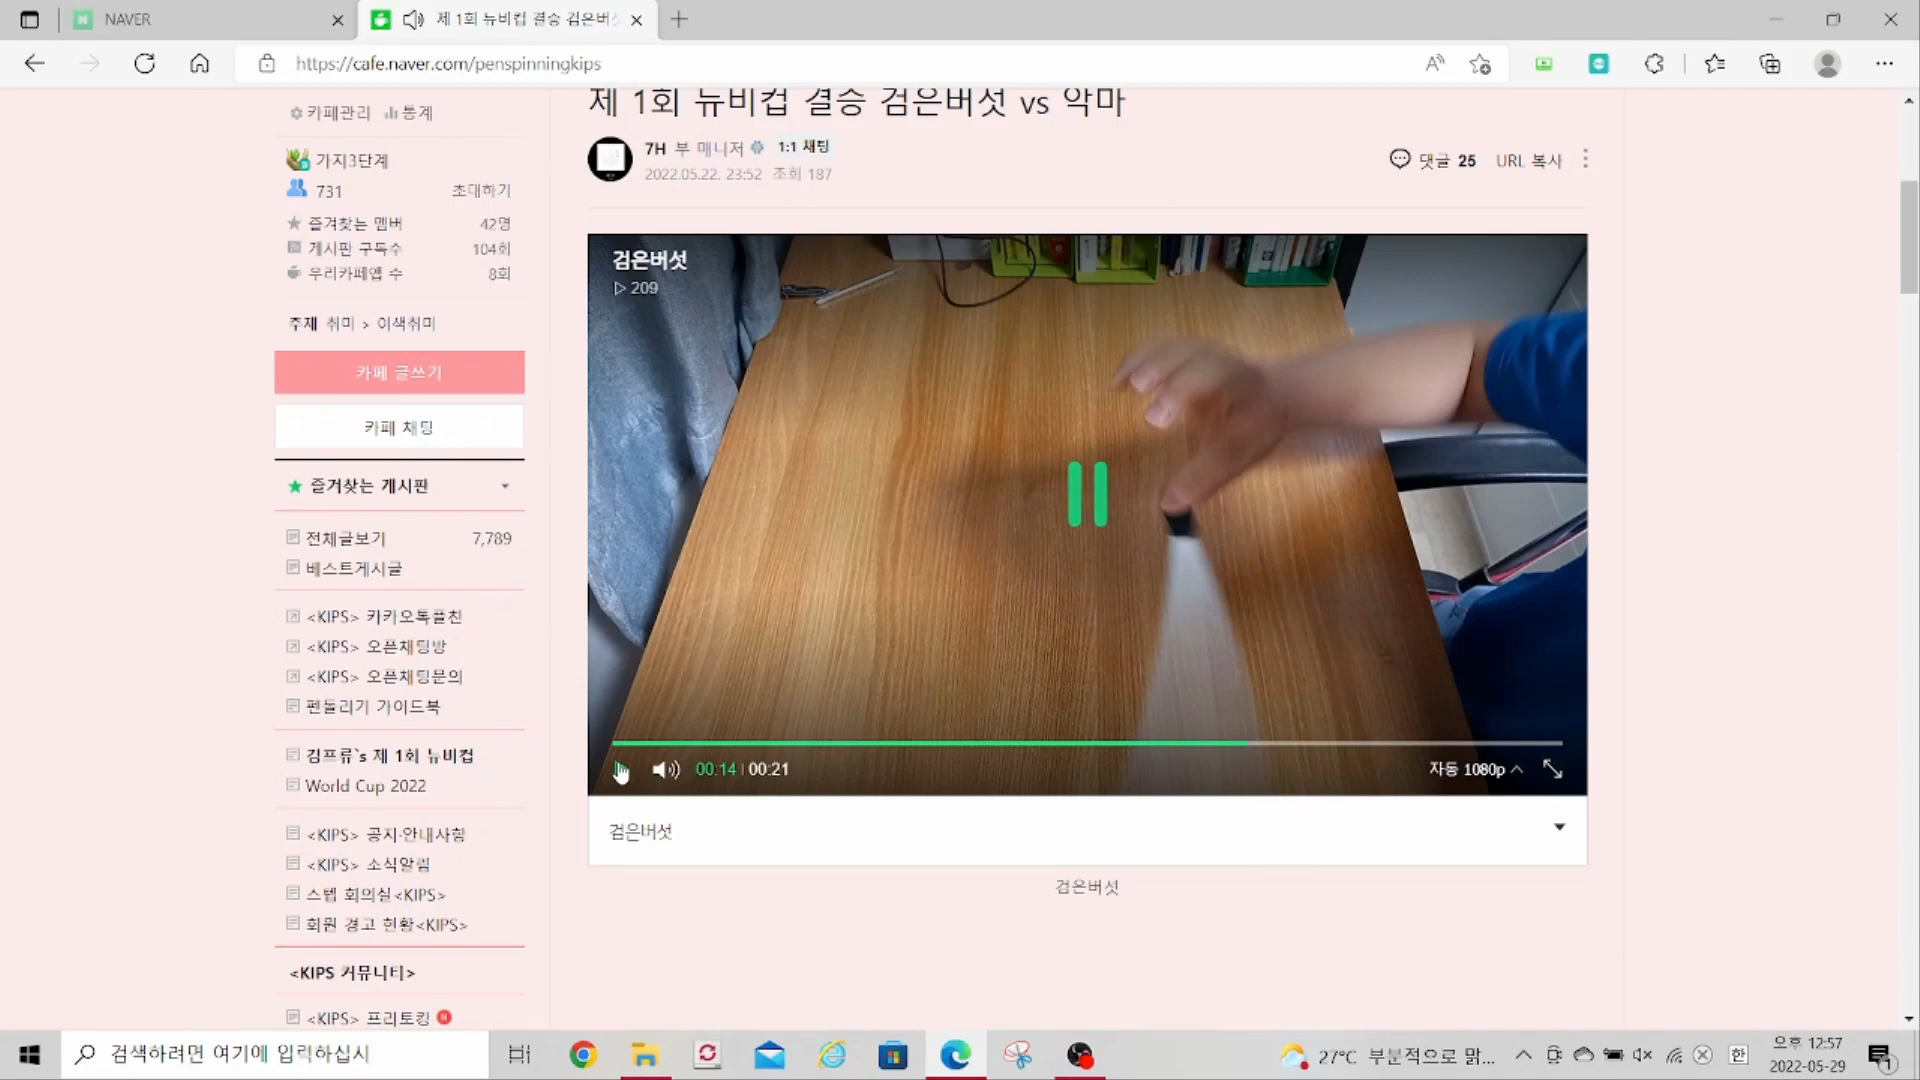 NAVER
제 1회 뉴비컵 결승 검은버섯
https://cafe.naver.com/penspinningkips
카페관리 통계
가지3단계
731 초대하기
즐겨찾는 멤버 42명
게시판 구독수 104회
우리카페앱 수 8회
주제 취미 > 이색취미
카페 글쓰기
카페 채팅
즐겨찾는 게시판
전체글보기 7,789
베스트게시글
<KIPS> 카카오톡플친
<KIPS> 오픈채팅방
<KIPS> 오픈채팅문의
펜돌리기 가이드북
김프류`s 제 1회 뉴비컵
World Cup 2022
<KIPS> 공지·안내사항
<KIPS> 소식알림
스텝 회의실<KIPS>
회원 경고 현황<KIPS>
<KIPS 커뮤니티>
<KIPS> 프리토킹 N
제 1회 뉴비컵 결승 검은버섯 vs 악마
7H 부 매니저 1:1 채팅
2022.05.22. 23:52 조회 187
댓글 25 URL 복사
검은버섯
209
00:14 00:21
자동 1080p
검은버섯
검은버섯
검색하려면 여기에 입력하십시
27°C 부분적으로 맑...
한
오후 12:57
2022-05-29
1